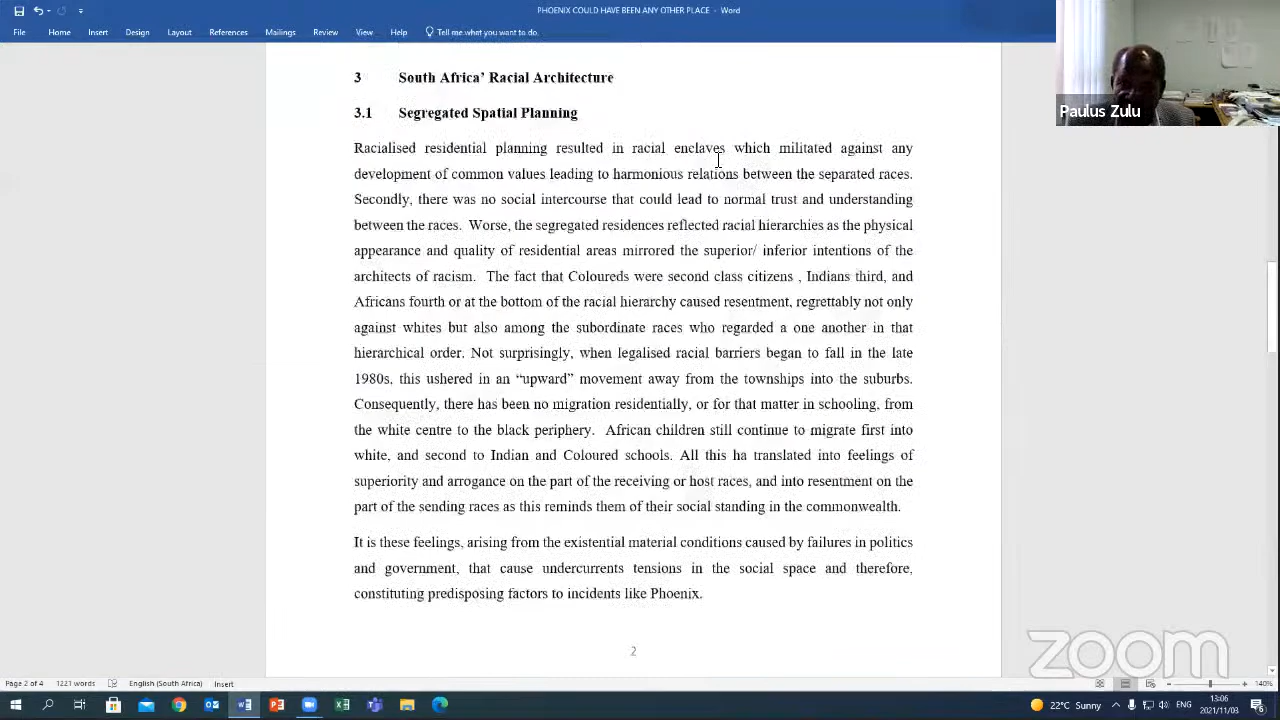 PHOENIX COULD HAVE BEEN ANY OTHER PLACE - Word
File Home Insert Design Layout References Mailings Review View Help Tell me what you want to do.
Paulus Zulu
3 South Africa' Racial Architecture
3.1 Segregated Spatial Planning
Racialised residential planning resulted in racial enclaves which militated against any
development of common values leading to harmonious relations between the separated races.
Secondly, there was no social intercourse that could lead to normal trust and understanding
between the races. Worse, the segregated residences reflected racial hierarchies as the physical
appearance and quality of residential areas mirrored the superior/ inferior intentions of the
architects of racism. The fact that Coloureds were second class citizens , Indians third, and
Africans fourth or at the bottom of the racial hierarchy caused resentment, regrettably not only
against whites but also among the subordinate races who regarded a one another in that
hierarchical order. Not surprisingly, when legalised racial barriers began to fall in the late
1980s, this ushered in an “upward” movement away from the townships into the suburbs.
Consequently, there has been no migration residentially, or for that matter in schooling, from
the white centre to the black periphery. African children still continue to migrate first into
white, and second to Indian and Coloured schools. All this ha translated into feelings of
superiority and arrogance on the part of the receiving or host races, and into resentment on the
part of the sending races as this reminds them of their social standing in the commonwealth.
It is these feelings, arising from the existential material conditions caused by failures in politics
and government, that cause undercurrents tensions in the social space and therefore,
constituting predisposing factors to incidents like Phoenix.
2
zoom
Page 2 of 4 1221 words English (South Africa) Insert 140%
22°C Sunny ENG 13:06
2021/11/03